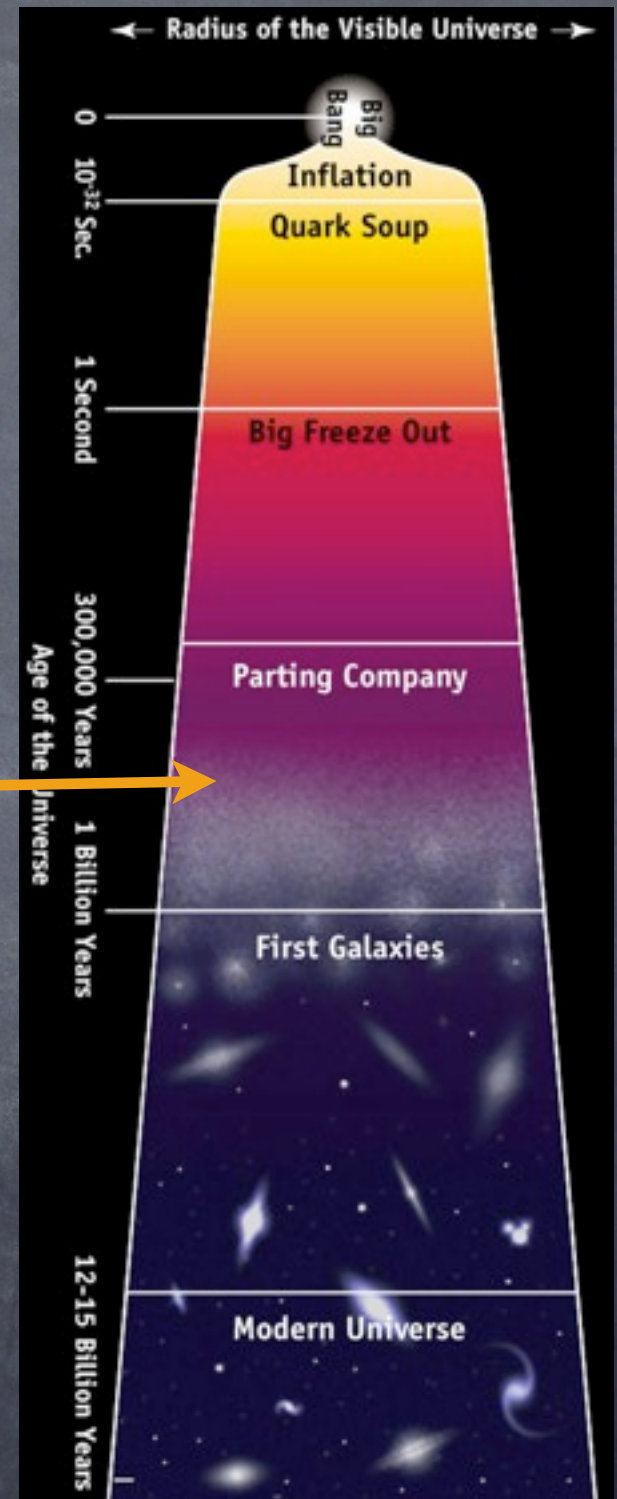 Radius of the Visible Universe
Big
Bang
0
Inflation
10⁻³² Sec.
Quark Soup
1 Second
Big Freeze Out
300,000 Years
Parting Company
Age of the Universe
1 Billion Years
First Galaxies
12-15 Billion Years
Modern Universe